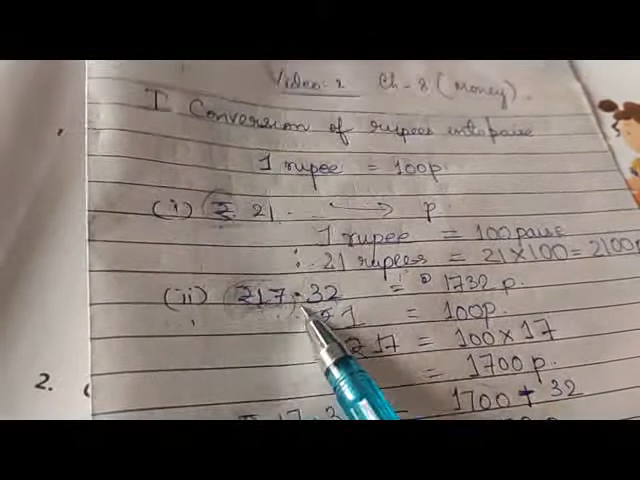 Video-2 Ch-8 (Money).
I Conversion of rupees into paise
1 rupee = 100p
(i) ₹ 21 → p
1 rupee = 100 paise
∴ 21 rupees = 21×100 = 2100p
(ii) ₹17.32 = 1732 p.
₹1 = 100p.
₹17 = 100×17
= 1700 p.
1700 + 32
2.